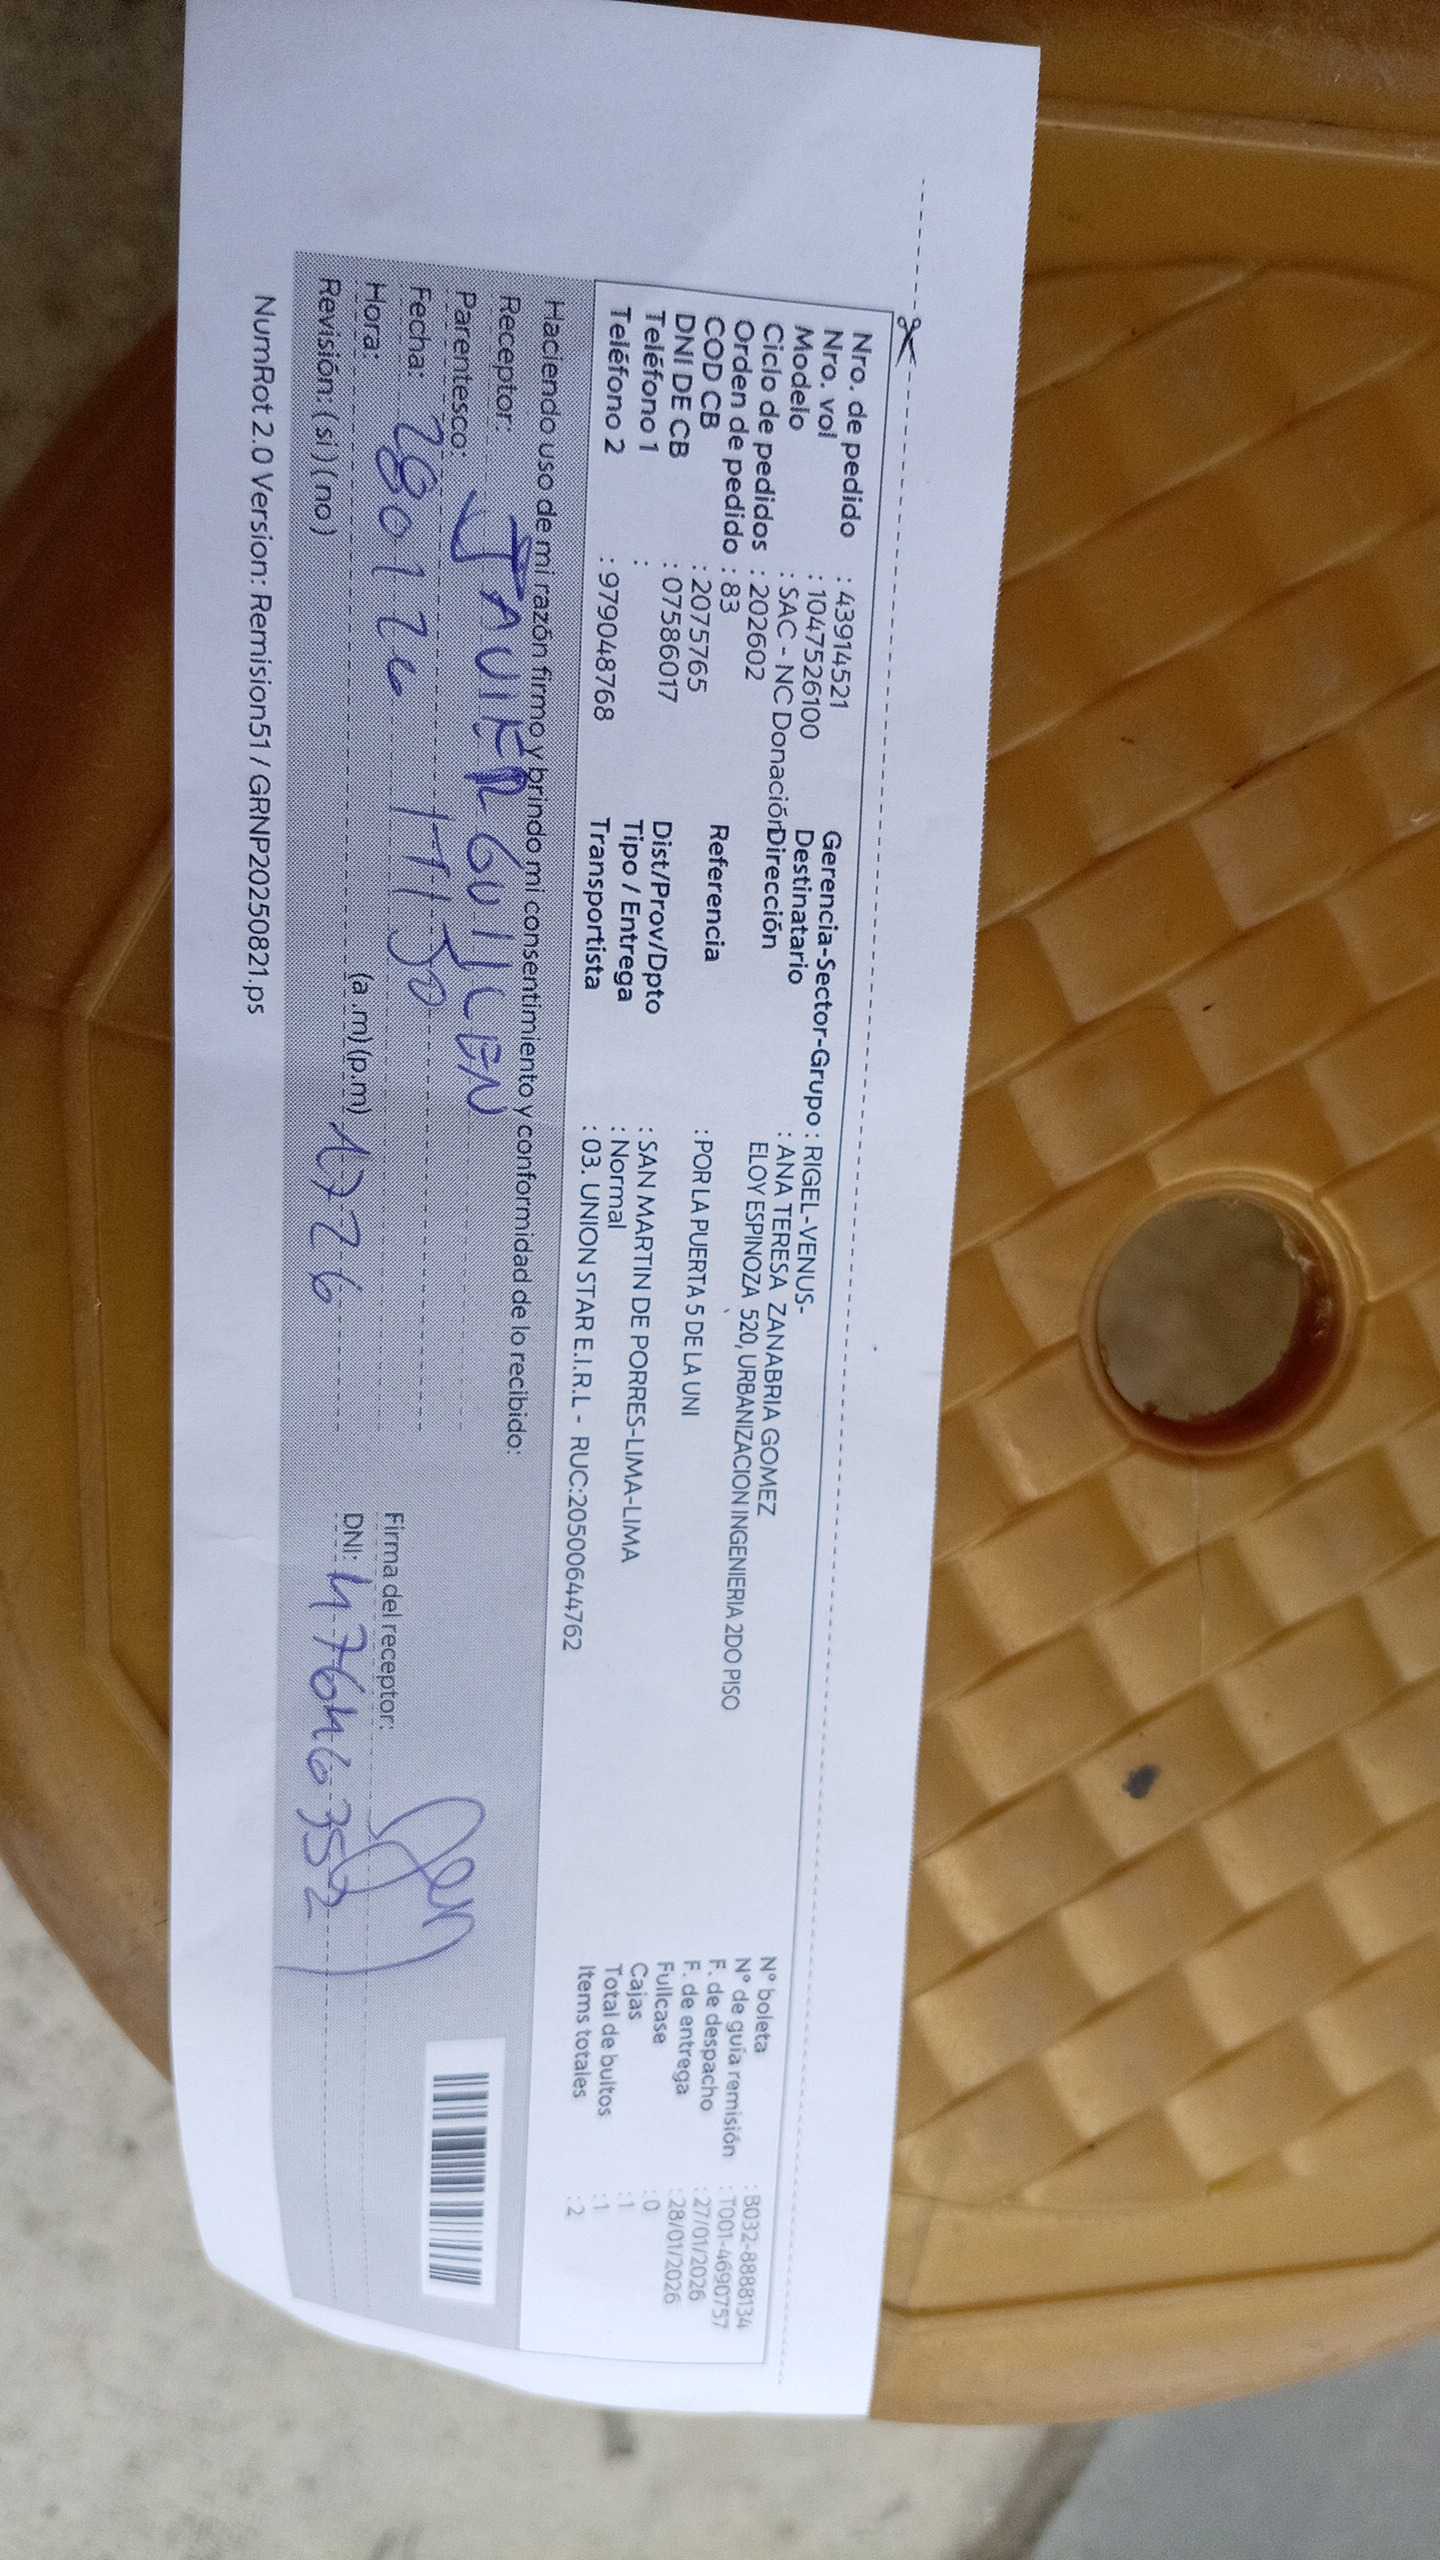 Nro. de pedido : 43914521
Nro. vol : 1047526100
Modelo : SAC - NC Donación
Ciclo de pedidos : 202602
Orden de pedido : 83
COD CB : 2075765
DNI DE CB : 07586017
Teléfono 1 :
Teléfono 2 : 979048768
Gerencia-Sector-Grupo : RIGEL-VENUS-
Destinatario : ANA TERESA ZANABRIA GOMEZ
Dirección ELOY ESPINOZA 520, URBANIZACION INGENIERIA 2DO PISO
Referencia : POR LA PUERTA 5 DE LA UNI
Dist/Prov/Dpto : SAN MARTIN DE PORRES-LIMA-LIMA
Tipo / Entrega : Normal
Transportista : 03. UNION STAR E.I.R.L - RUC:20500644762
N° boleta : B032-8888134
N° de guía remisión : T001-4690757
F. de despacho : 27/01/2026
F. de entrega : 28/01/2026
Fullcase : 0
Cajas : 1
Total de bultos : 1
Items totales : 2
Haciendo uso de mi razón firmo y brindo mi consentimiento y conformidad de lo recibido:
Receptor: JAVIER GUILLEN
Parentesco:
Fecha: 280126
Hora: (a.m)(p.m) 1726
Revisión: (si) (no)
Firma del receptor:
DNI: 47646352
NumRot 2.0 Version: Remision51 / GRNP20250821.ps